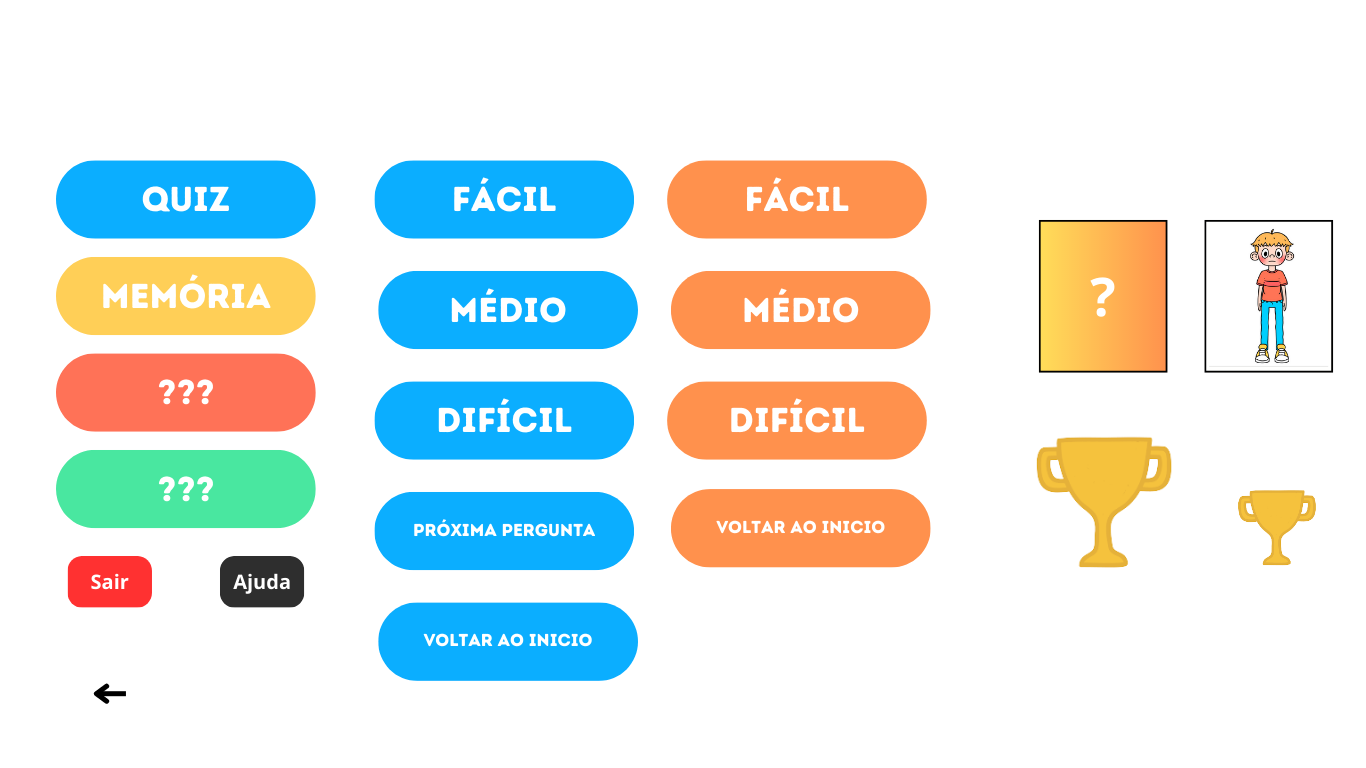 QUIZ
MEMÓRIA
???
???
Sair
Ajuda
FÁCIL
MÉDIO
DIFÍCIL
PRÓXIMA PERGUNTA
VOLTAR AO INICIO
FÁCIL
MÉDIO
DIFÍCIL
VOLTAR AO INICIO
?